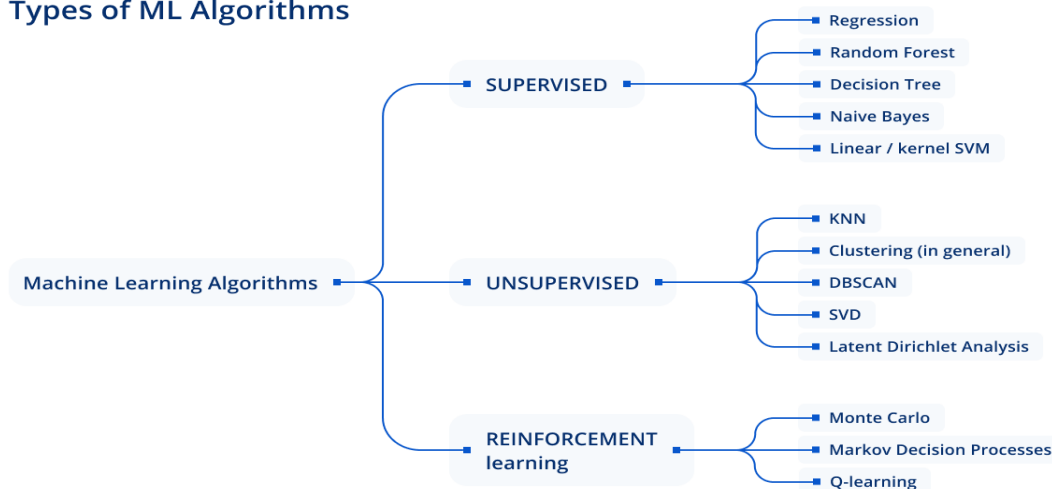 Types of ML Algorithms
Regression
Random Forest
SUPERVISED
Decision Tree
Naive Bayes
Linear / kernel SVM
KNN
Clustering (in general)
Machine Learning Algorithms
UNSUPERVISED
DBSCAN
SVD
Latent Dirichlet Analysis
Monte Carlo
REINFORCEMENT
learning
Markov Decision Processes
Q-learning